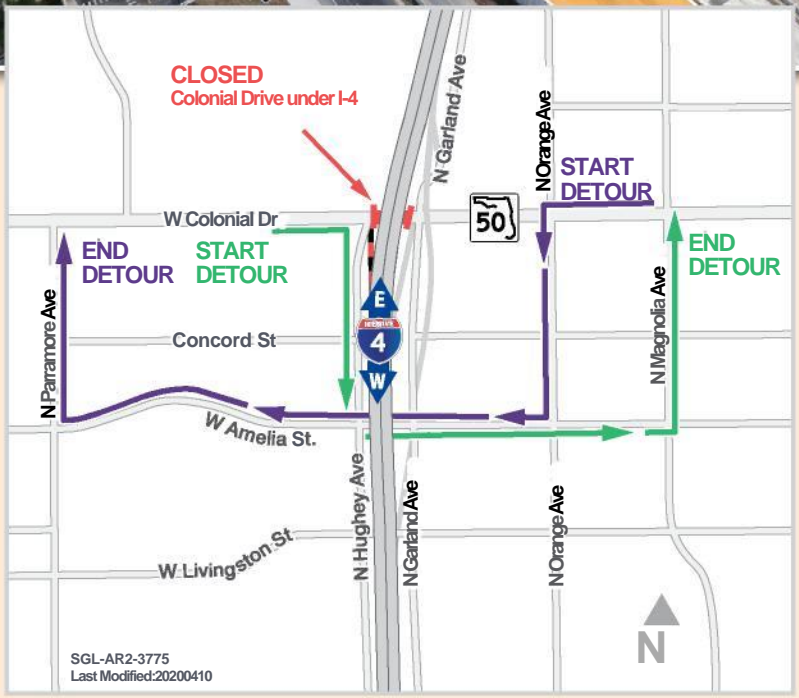 CLOSED
Colonial Drive under I-4
N Garland Ave
N Orange Ave
START
DETOUR
50
W Colonial Dr
END
DETOUR
START
DETOUR
END
DETOUR
E
4
W
N Parramore Ave
Concord St
N Magnolia Ave
W Amelia St.
N Hughey Ave
N Garland Ave
N Orange Ave
W Livingston St
N
SGL-AR2-3775
Last Modified:20200410